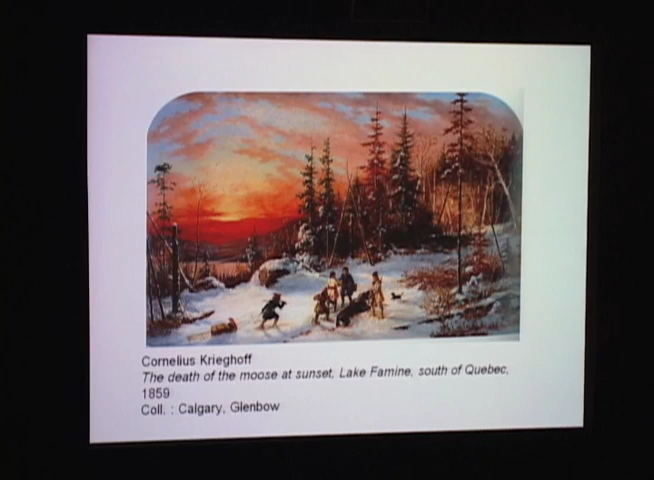 Cornelius Krieghoff
The death of the moose at sunset, Lake Famine, south of Quebec,
1859
Coll. : Calgary, Glenbow